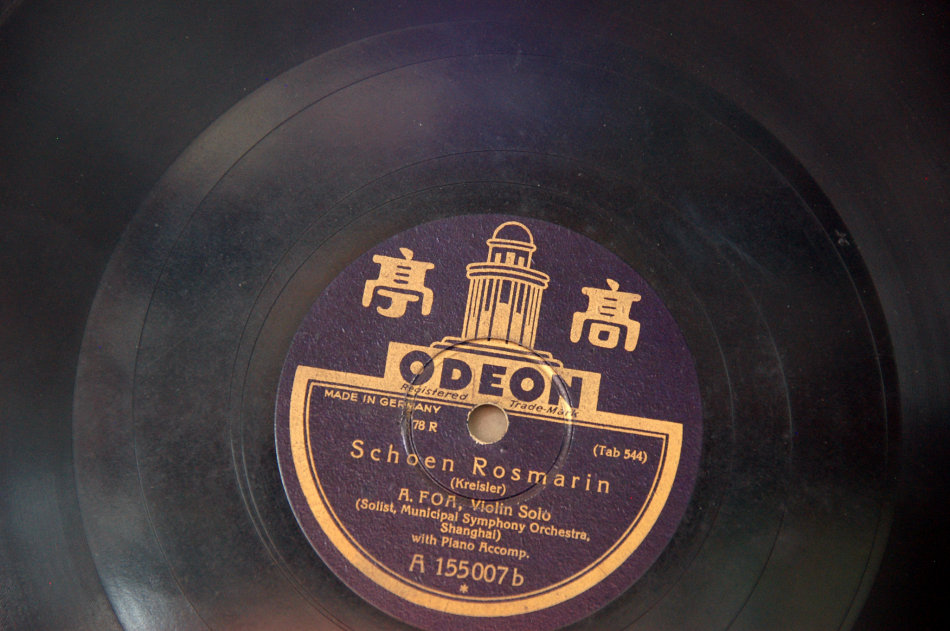 高亭
ODEON
Registered Trade-Mark
MADE IN GERMANY
78 R
(Tab 544)
Schoen Rosmarin
(Kreisler)
A. FOA, Violin Solo
(Solist, Municipal Symphony Orchestra,
Shanghai)
with Piano Accomp.
A 155007b
*